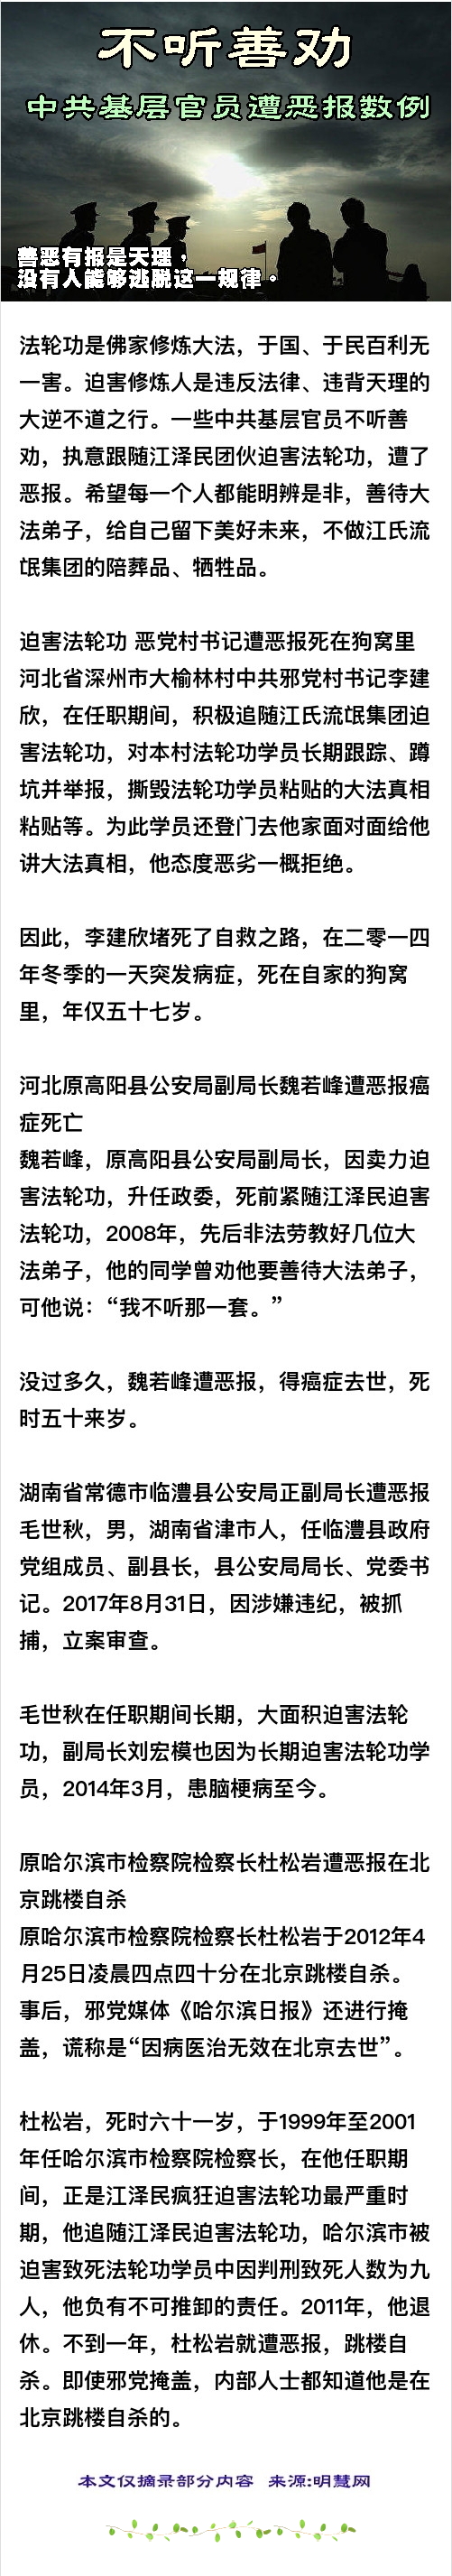 不听善劝
中共基层官员遭恶报数例
善恶有报是天理，
没有人能够逃脱这一规律。
法轮功是佛家修炼大法，于国、于民百利无
一害。迫害修炼人是违反法律、违背天理的
大逆不道之行。一些中共基层官员不听善
劝，执意跟随江泽民团伙迫害法轮功，遭了
恶报。希望每一个人都能明辨是非，善待大
法弟子，给自己留下美好未来，不做江氏流
氓集团的陪葬品、牺牲品。
迫害法轮功 恶党村书记遭恶报死在狗窝里
河北省深州市大榆林村中共邪党村书记李建
欣，在任职期间，积极追随江氏流氓集团迫
害法轮功，对本村法轮功学员长期跟踪、蹲
坑并举报，撕毁法轮功学员粘贴的大法真相
粘贴等。为此学员还登门去他家面对面给他
讲大法真相，他态度恶劣一概拒绝。
因此，李建欣堵死了自救之路，在二零一四
年冬季的一天突发病症，死在自家的狗窝
里，年仅五十七岁。
河北原高阳县公安局副局长魏若峰遭恶报癌
症死亡
魏若峰，原高阳县公安局副局长，因卖力迫
害法轮功，升任政委，死前紧随江泽民迫害
法轮功，2008年，先后非法劳教好几位大
法弟子，他的同学曾劝他要善待大法弟子，
可他说：“我不听那一套。”
没过多久，魏若峰遭恶报，得癌症去世，死
时五十来岁。
湖南省常德市临澧县公安局正副局长遭恶报
毛世秋，男，湖南省津市人，任临澧县政府
党组成员、副县长，县公安局局长、党委书
记。2017年8月31日，因涉嫌违纪，被抓
捕，立案审查。
毛世秋在任职期间长期，大面积迫害法轮
功，副局长刘宏模也因为长期迫害法轮功学
员，2014年3月，患脑梗病至今。
原哈尔滨市检察院检察长杜松岩遭恶报在北
京跳楼自杀
原哈尔滨市检察院检察长杜松岩于2012年4
月25日凌晨四点四十分在北京跳楼自杀。
事后，邪党媒体《哈尔滨日报》还进行掩
盖，谎称是“因病医治无效在北京去世”。
杜松岩，死时六十一岁，于1999年至2001
年任哈尔滨市检察院检察长，在他任职期
间，正是江泽民疯狂迫害法轮功最严重时
期，他追随江泽民迫害法轮功，哈尔滨市被
迫害致死法轮功学员中因判刑致死人数为九
人，他负有不可推卸的责任。2011年，他退
休。不到一年，杜松岩就遭恶报，跳楼自
杀。即使邪党掩盖，内部人士都知道他是在
北京跳楼自杀的。
本文仅摘录部分内容 来源:明慧网